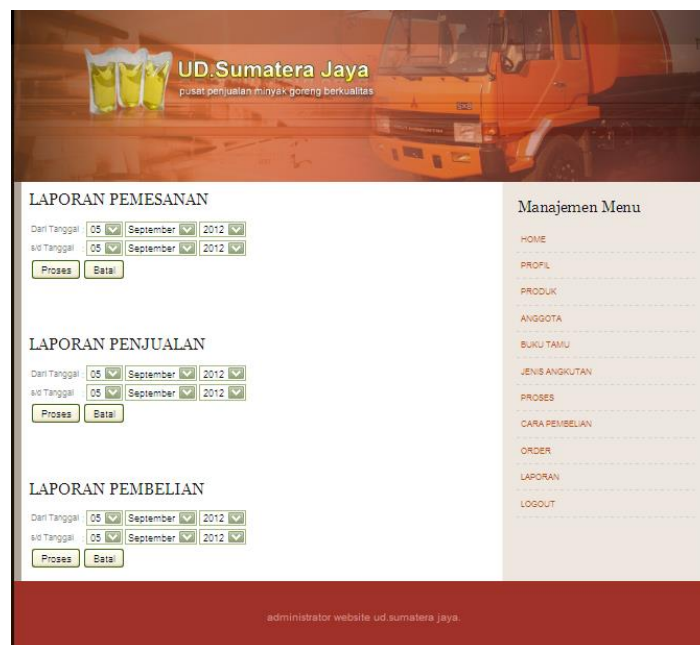 UD.Sumatera Jaya
pusat penjualan minyak goreng berkualitas
LAPORAN PEMESANAN
Dari Tanggal : 05 September 2012
s/d Tanggal : 05 September 2012
Proses Batal
LAPORAN PENJUALAN
Dari Tanggal : 05 September 2012
s/d Tanggal : 05 September 2012
Proses Batal
LAPORAN PEMBELIAN
Dari Tanggal : 05 September 2012
s/d Tanggal : 05 September 2012
Proses Batal
Manajemen Menu
HOME
PROFIL
PRODUK
ANGGOTA
BUKU TAMU
JENIS ANGKUTAN
PROSES
CARA PEMBELIAN
ORDER
LAPORAN
LOGOUT
administrator website ud.sumatera jaya.